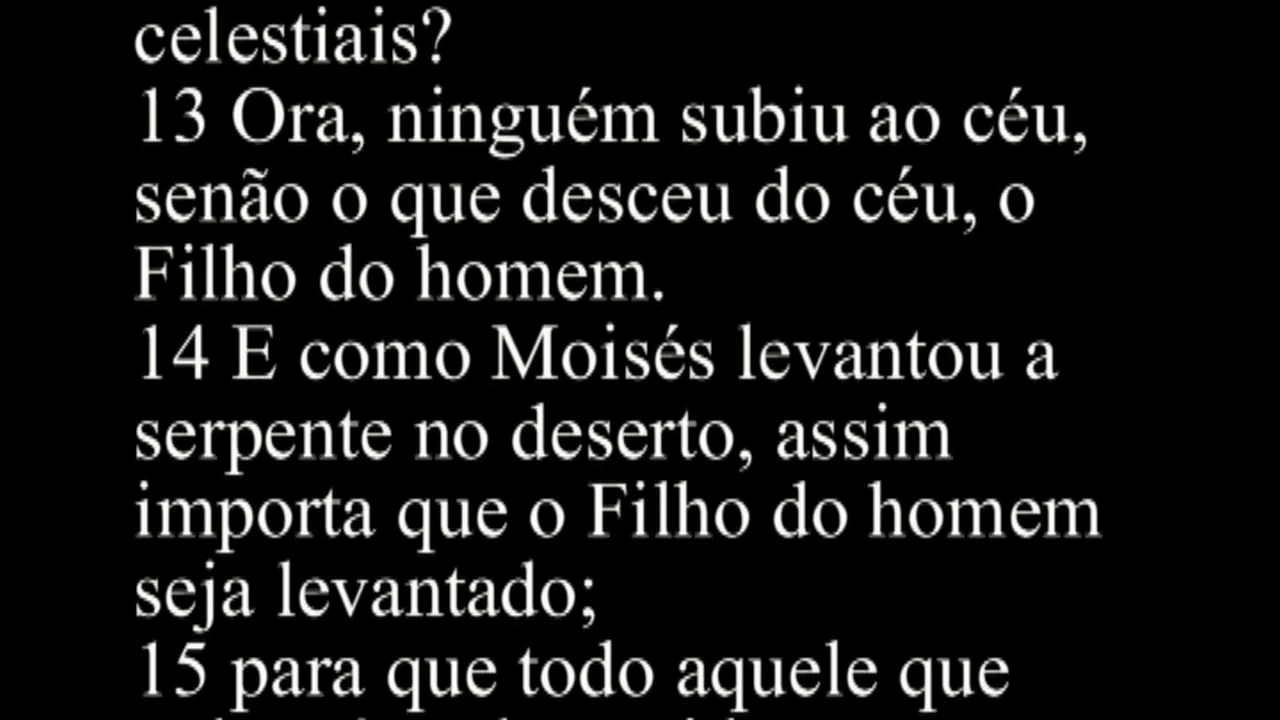 celestiais?
13 Ora, ninguém subiu ao céu,
senão o que desceu do céu, o
Filho do homem.
14 E como Moisés levantou a
serpente no deserto, assim
importa que o Filho do homem
seja levantado;
15 para que todo aquele que